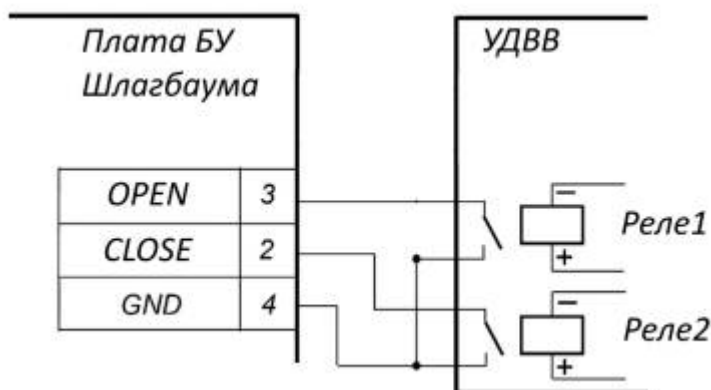 Плата БУ
Шлагбаума
УДВВ
OPEN 3
CLOSE 2
GND 4
−
Реле1
+
−
Реле2
+